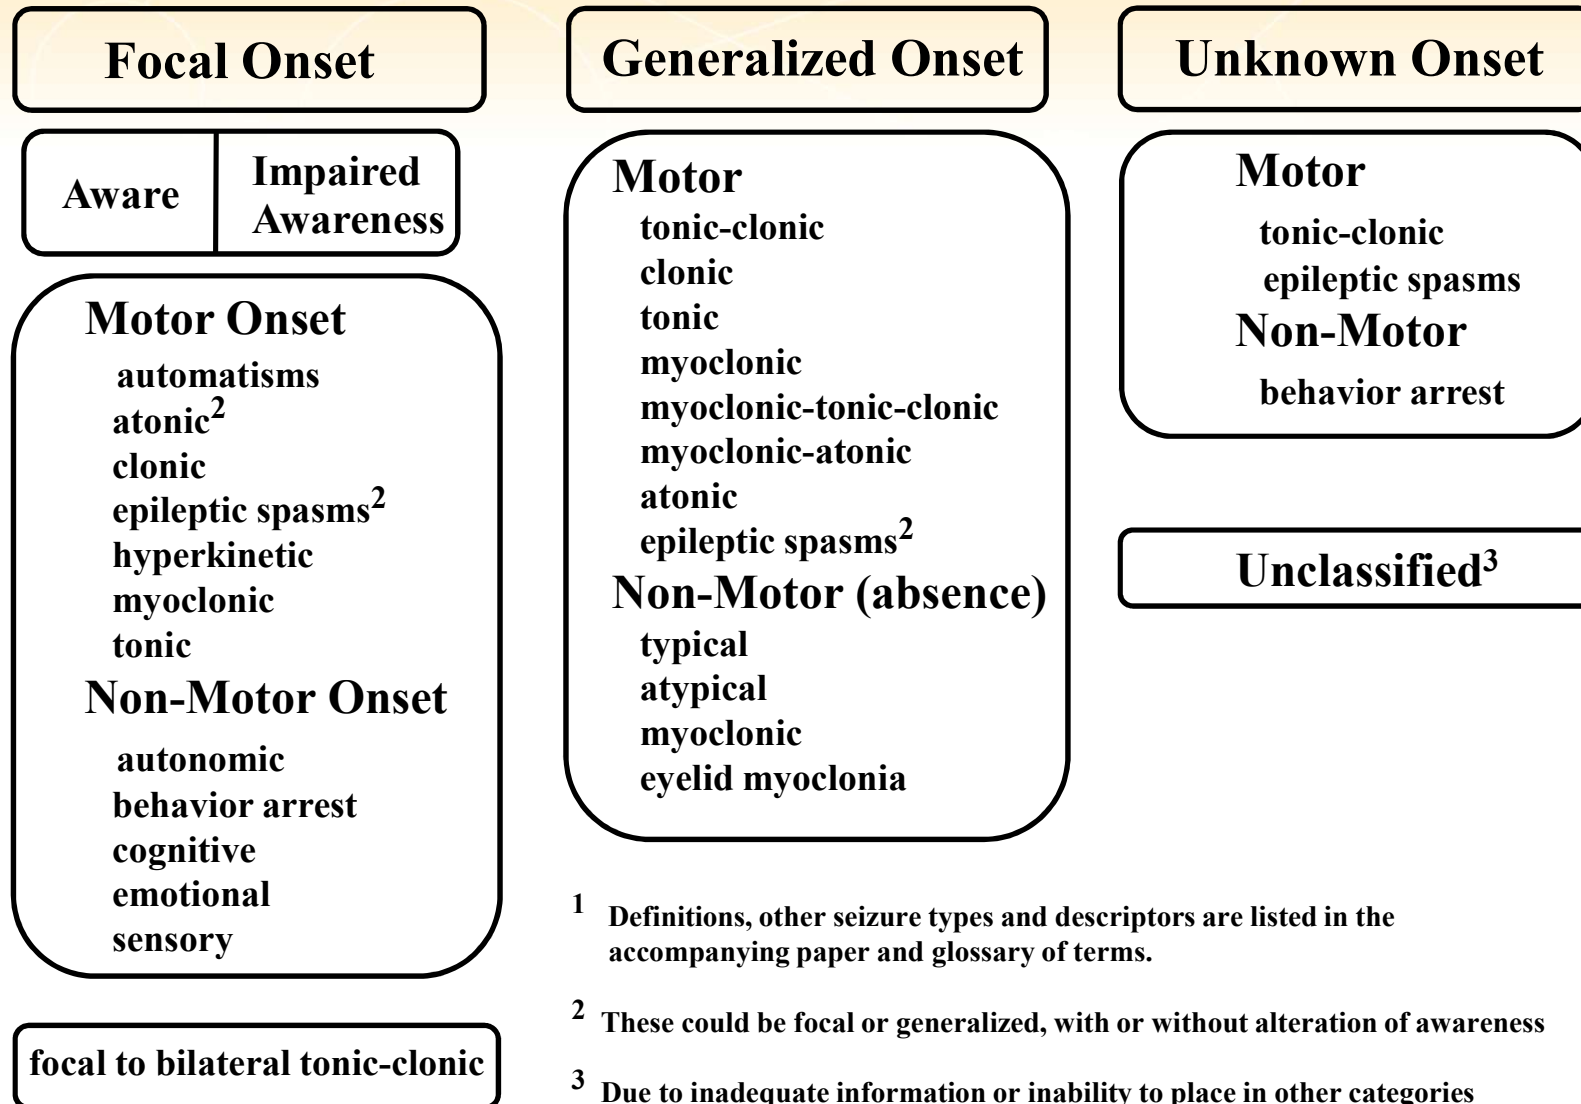 Focal Onset
Aware
Impaired
Awareness
Motor Onset
automatisms
atonic²
clonic
epileptic spasms²
hyperkinetic
myoclonic
tonic
Non-Motor Onset
autonomic
behavior arrest
cognitive
emotional
sensory
focal to bilateral tonic-clonic
Generalized Onset
Motor
tonic-clonic
clonic
tonic
myoclonic
myoclonic-tonic-clonic
myoclonic-atonic
atonic
epileptic spasms²
Non-Motor (absence)
typical
atypical
myoclonic
eyelid myoclonia
Unknown Onset
Motor
tonic-clonic
epileptic spasms
Non-Motor
behavior arrest
Unclassified³
¹ Definitions, other seizure types and descriptors are listed in the
accompanying paper and glossary of terms.
² These could be focal or generalized, with or without alteration of awareness
³ Due to inadequate information or inability to place in other categories